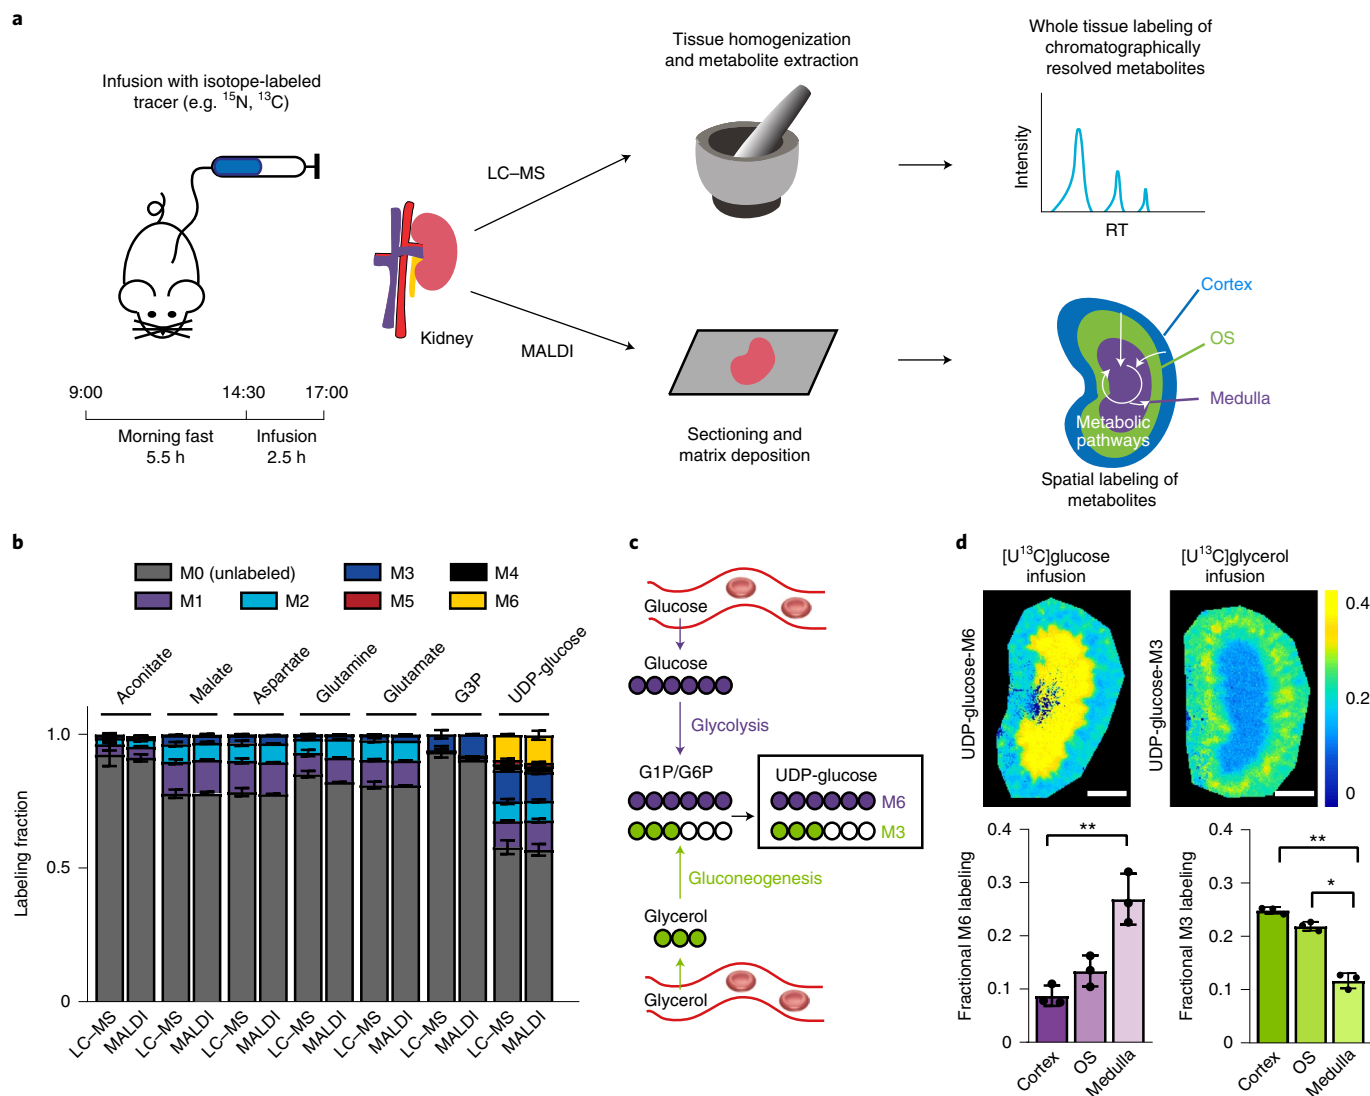 a
Infusion with isotope-labeled
tracer (e.g. ¹⁵N, ¹³C)
9:00
14:30
17:00
Morning fast
5.5 h
Infusion
2.5 h
Kidney
LC–MS
MALDI
Tissue homogenization
and metabolite extraction
Sectioning and
matrix deposition
Whole tissue labeling of
chromatographically
resolved metabolites
Intensity
RT
Cortex
OS
Medulla
Metabolic
pathways
Spatial labeling of
metabolites
b
M0 (unlabeled)
M3
M4
M1
M2
M5
M6
Aconitate
Malate
Aspartate
Glutamine
Glutamate
G3P
UDP-glucose
Labeling fraction
1.0
0.5
0
LC–MS
MALDI
LC–MS
MALDI
LC–MS
MALDI
LC–MS
MALDI
LC–MS
MALDI
LC–MS
MALDI
LC–MS
MALDI
c
Glucose
Glucose
Glycolysis
G1P/G6P
UDP-glucose
M6
M3
Gluconeogenesis
Glycerol
Glycerol
d
[U¹³C]glucose
infusion
[U¹³C]glycerol
infusion
UDP-glucose-M6
UDP-glucose-M3
0.4
0.2
0
Fractional M6 labeling
0.4
0.3
0.2
0.1
0
**
Cortex
OS
Medulla
Fractional M3 labeling
0.4
0.3
0.2
0.1
0
**
*
Cortex
OS
Medulla